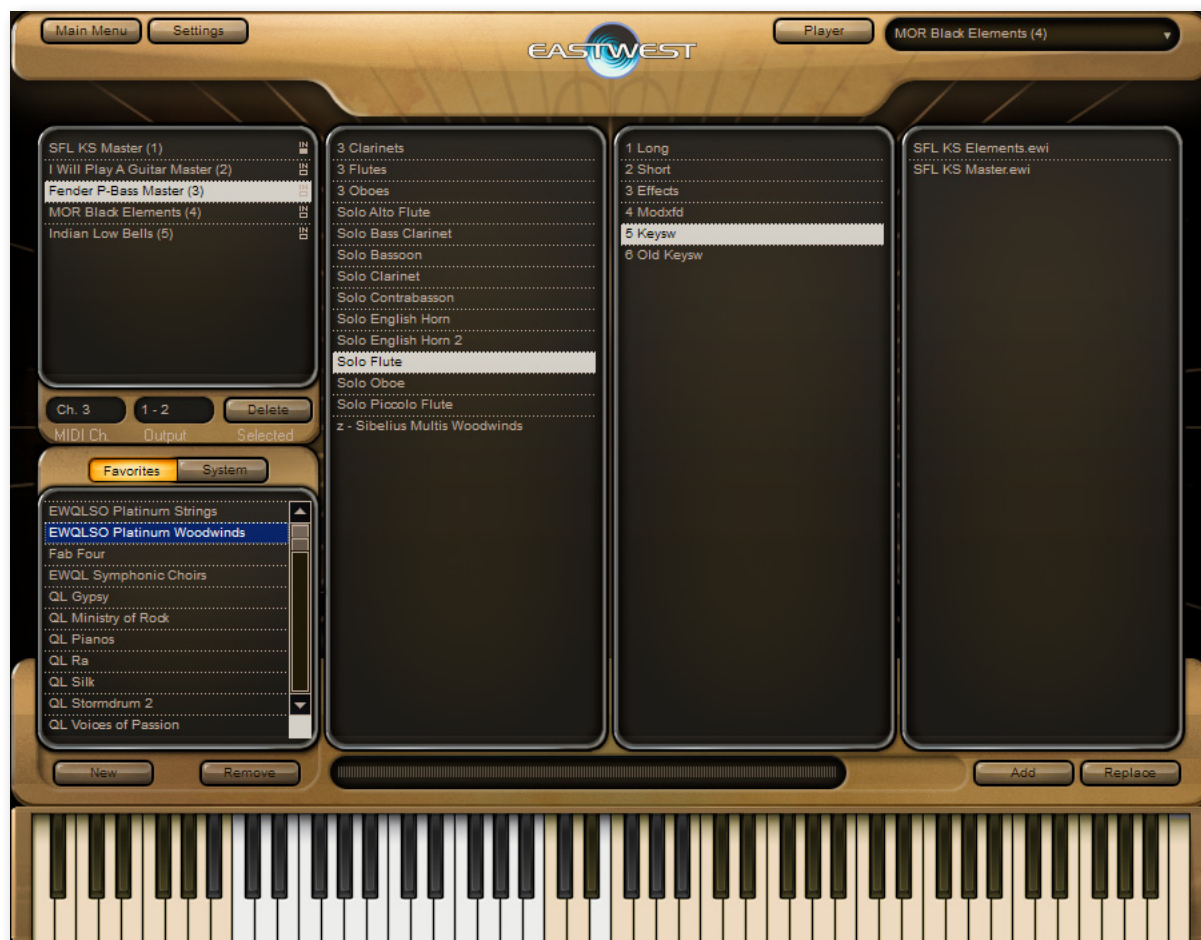 Main Menu
Settings
EASTWEST
Player
MOR Black Elements (4)
SFL KS Master (1)
I Will Play A Guitar Master (2)
Fender P-Bass Master (3)
MOR Black Elements (4)
Indian Low Bells (5)
IN
IN
IN
IN
IN
Ch. 3
1 - 2
Delete
MIDI Ch.
Output
Selected
Favorites
System
EWQLSO Platinum Strings
EWQLSO Platinum Woodwinds
Fab Four
EWQL Symphonic Choirs
QL Gypsy
QL Ministry of Rock
QL Pianos
QL Ra
QL Silk
QL Stormdrum 2
QL Voices of Passion
New
Remove
3 Clarinets
3 Flutes
3 Oboes
Solo Alto Flute
Solo Bass Clarinet
Solo Bassoon
Solo Clarinet
Solo Contrabasson
Solo English Horn
Solo English Horn 2
Solo Flute
Solo Oboe
Solo Piccolo Flute
z - Sibelius Multis Woodwinds
1 Long
2 Short
3 Effects
4 Modxfd
5 Keysw
6 Old Keysw
SFL KS Elements.ewi
SFL KS Master.ewi
Add
Replace